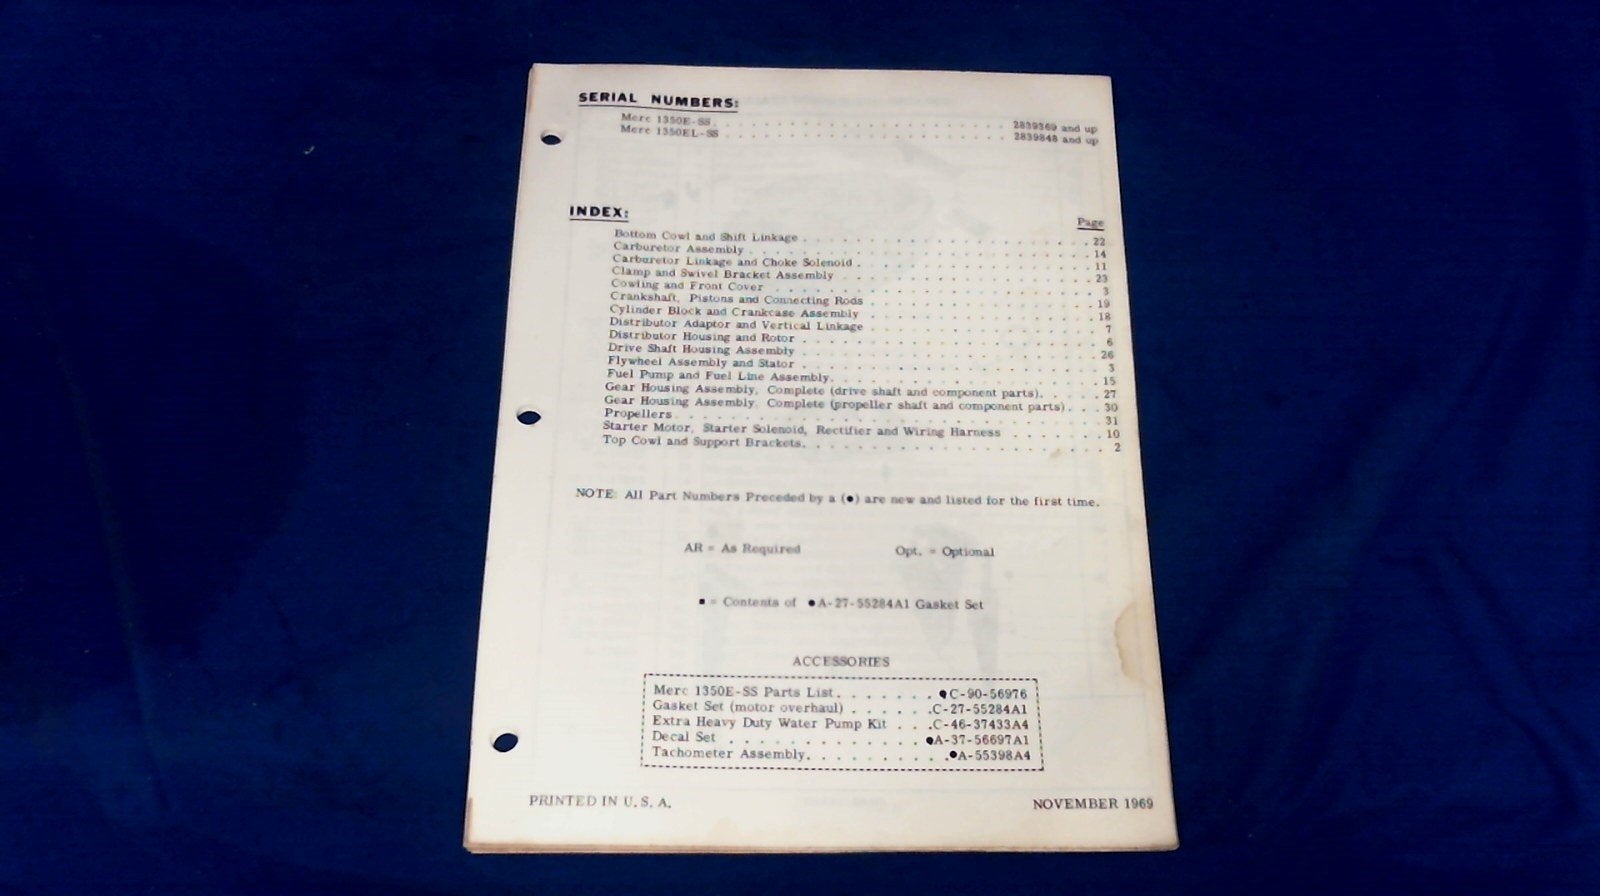 SERIAL NUMBERS:
Merc 1350E-SS . . . . . . . . . . . . . . . . . . . . 2839369 and up
Merc 1350EL-SS . . . . . . . . . . . . . . . . . . . . 2839848 and up
INDEX:
Page
Bottom Cowl and Shift Linkage . . . . . . . . . . . . . . . 22
Carburetor Assembly . . . . . . . . . . . . . . . . . . 14
Carburetor Linkage and Choke Solenoid . . . . . . . . . . . . 11
Clamp and Swivel Bracket Assembly . . . . . . . . . . . . . 23
Cowling and Front Cover . . . . . . . . . . . . . . . . . 3
Crankshaft, Pistons and Connecting Rods . . . . . . . . . . . . 19
Cylinder Block and Crankcase Assembly . . . . . . . . . . . . 18
Distributor Adaptor and Vertical Linkage . . . . . . . . . . . . 7
Distributor Housing and Rotor . . . . . . . . . . . . . . . 6
Drive Shaft Housing Assembly . . . . . . . . . . . . . . . 26
Flywheel Assembly and Stator . . . . . . . . . . . . . . . 3
Fuel Pump and Fuel Line Assembly. . . . . . . . . . . . . . 15
Gear Housing Assembly, Complete (drive shaft and component parts). . . . 27
Gear Housing Assembly, Complete (propeller shaft and component parts). . . 30
Propellers . . . . . . . . . . . . . . . . . . . . . 31
Starter Motor, Starter Solenoid, Rectifier and Wiring Harness . . . . . 10
Top Cowl and Support Brackets. . . . . . . . . . . . . . . 2
NOTE: All Part Numbers Preceded by a (●) are new and listed for the first time.
AR = As Required Opt. = Optional
▪ = Contents of ●A-27-55284A1 Gasket Set
ACCESSORIES
Merc 1350E-SS Parts List . . . . . . . ●C-90-56976
Gasket Set (motor overhaul) . . . . . .C-27-55284A1
Extra Heavy Duty Water Pump Kit . . .C-46-37433A4
Decal Set . . . . . . . . . . ●A-37-56697A1
Tachometer Assembly. . . . . . . .●A-55398A4
PRINTED IN U.S.A. NOVEMBER 1969